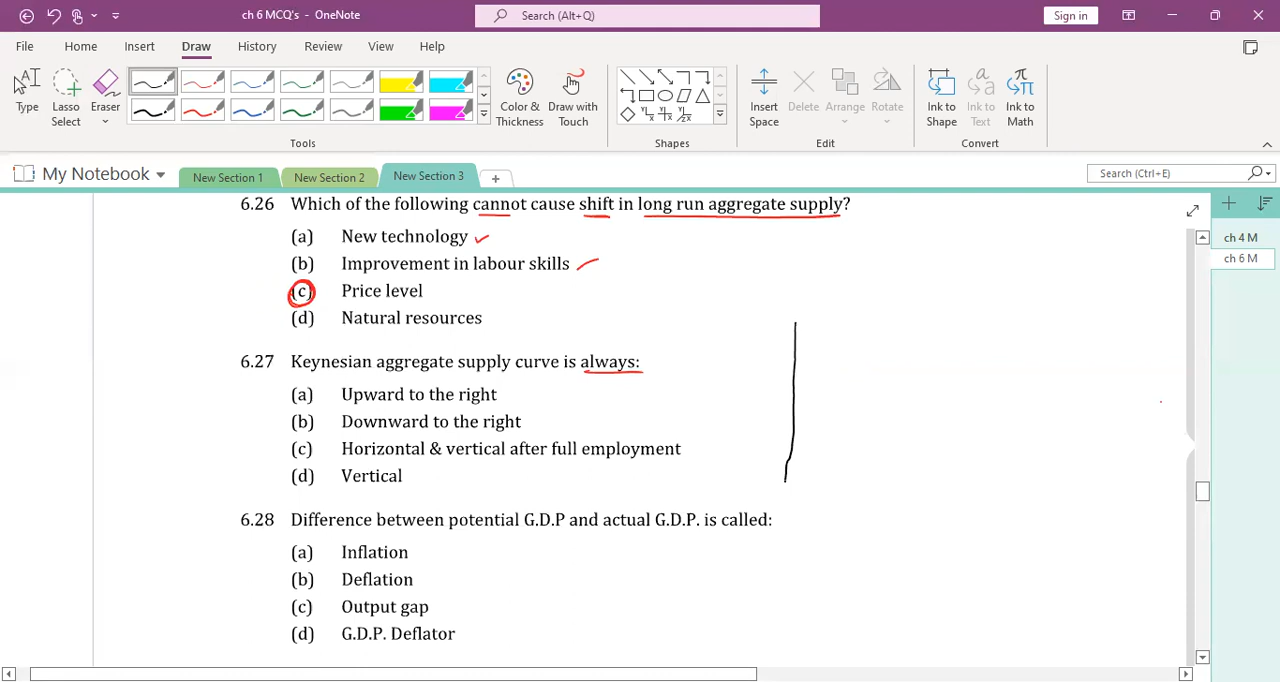 ch 6 MCQ's - OneNote
Search (Alt+Q)
Sign in
File Home Insert Draw History Review View Help
Type
Lasso Select
Eraser
Color & Thickness
Draw with Touch
Insert Space
Delete
Arrange
Rotate
Ink to Shape
Ink to Text
Ink to Math
Tools Shapes Edit Convert
My Notebook New Section 1 New Section 2 New Section 3 + Search (Ctrl+E)
ch 4 M
ch 6 M
6.26 Which of the following cannot cause shift in long run aggregate supply?
(a) New technology
(b) Improvement in labour skills
(c) Price level
(d) Natural resources
6.27 Keynesian aggregate supply curve is always:
(a) Upward to the right
(b) Downward to the right
(c) Horizontal & vertical after full employment
(d) Vertical
6.28 Difference between potential G.D.P and actual G.D.P. is called:
(a) Inflation
(b) Deflation
(c) Output gap
(d) G.D.P. Deflator